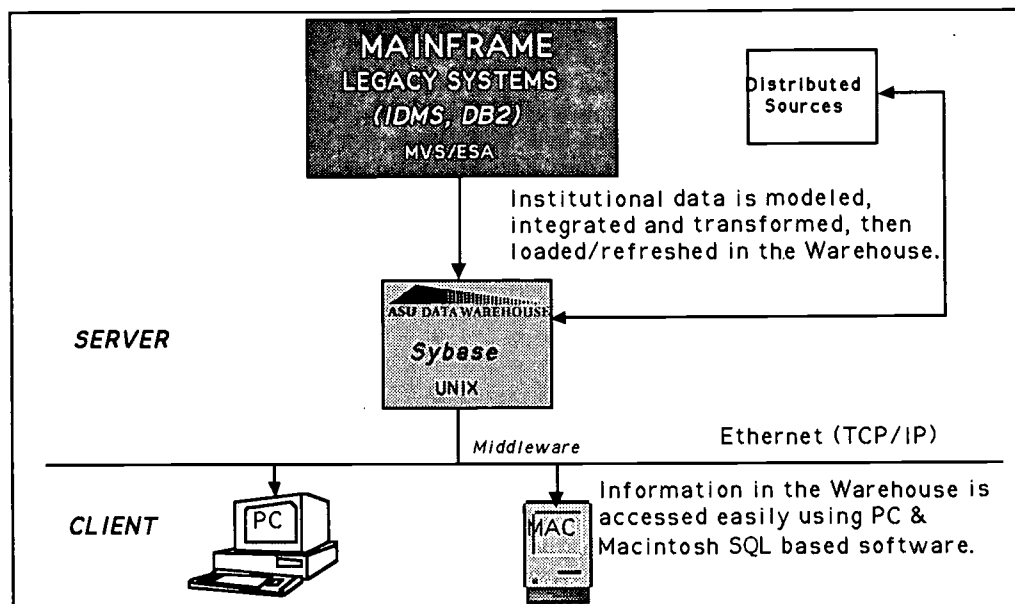 MAINFRAME
LEGACY SYSTEMS
(IDMS, DB2)
MVS/ESA
Distributed
Sources
Institutional data is modeled,
integrated and transformed, then
loaded/refreshed in the Warehouse.
ASU DATA WAREHOUSE
Sybase
UNIX
SERVER
Middleware
Ethernet (TCP/IP)
CLIENT
PC
MAC
Information in the Warehouse is
accessed easily using PC &
Macintosh SQL based software.